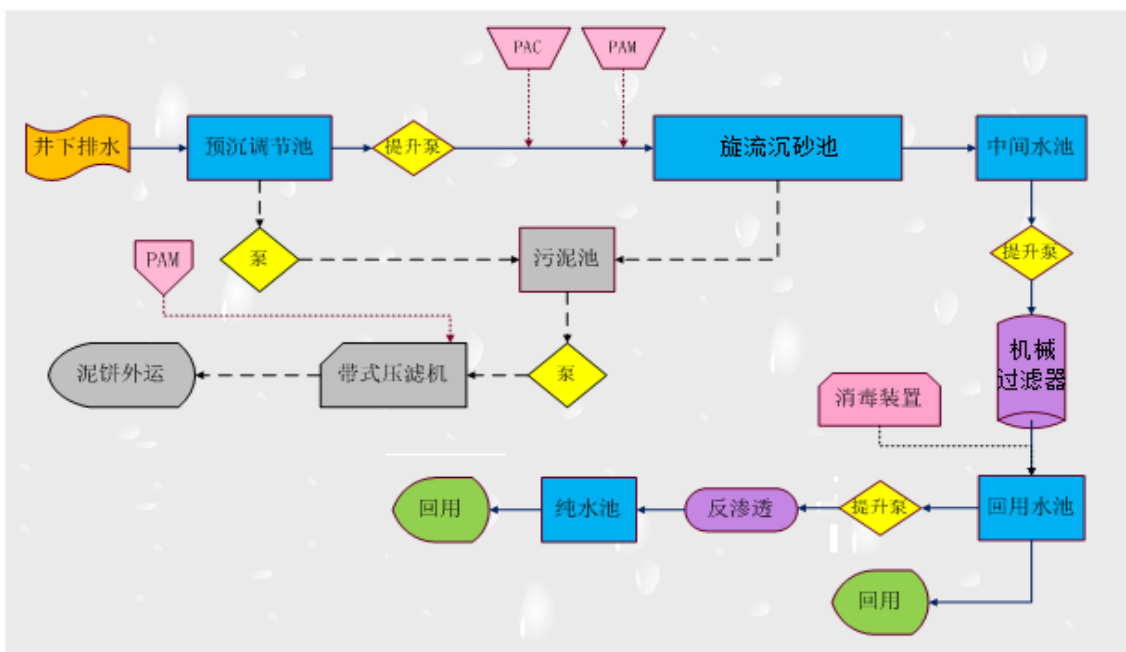 PAC
PAM
井下排水
预沉调节池
提升泵
旋流沉砂池
中间水池
PAM
泵
污泥池
提升泵
泥饼外运
带式压滤机
泵
机械
过滤器
消毒装置
回用
纯水池
反渗透
提升泵
回用水池
回用